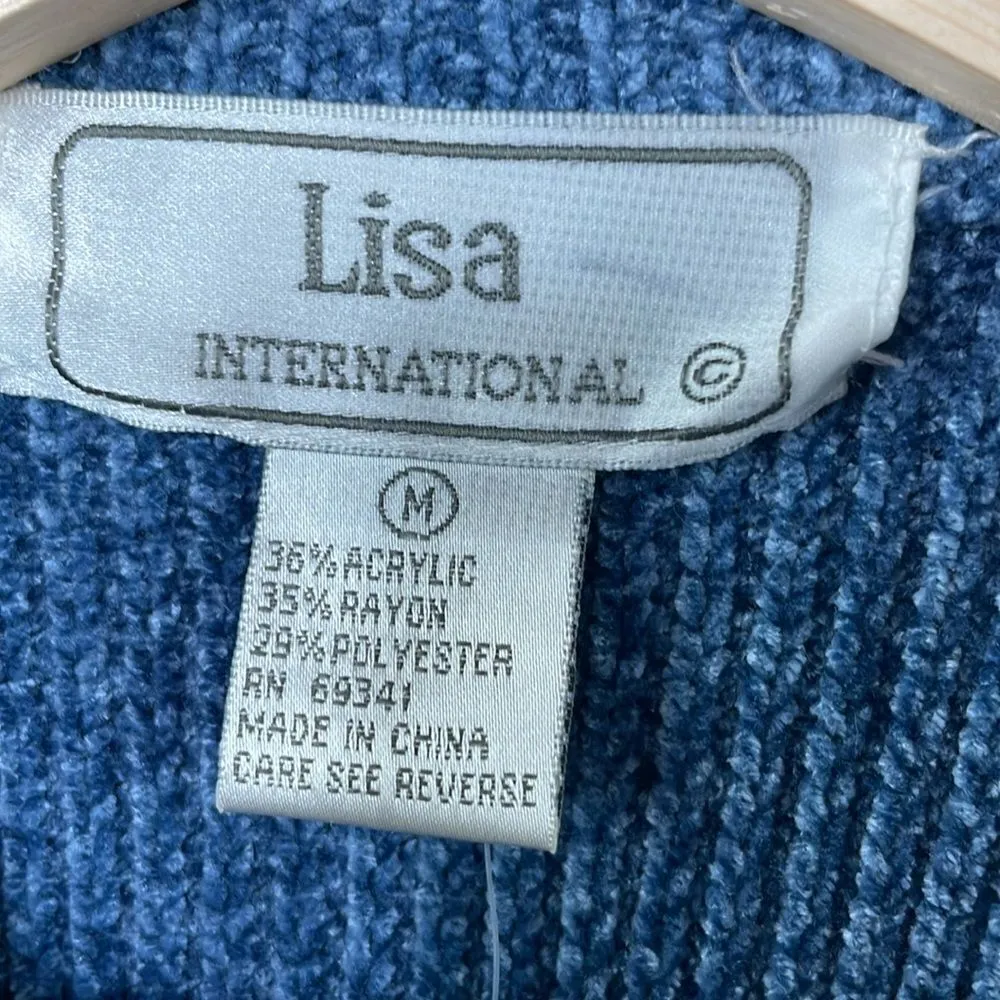 Lisa
INTERNATIONAL ©
M
36% ACRYLIC
35% RAYON
29% POLYESTER
RN 69341
MADE IN CHINA
CARE SEE REVERSE